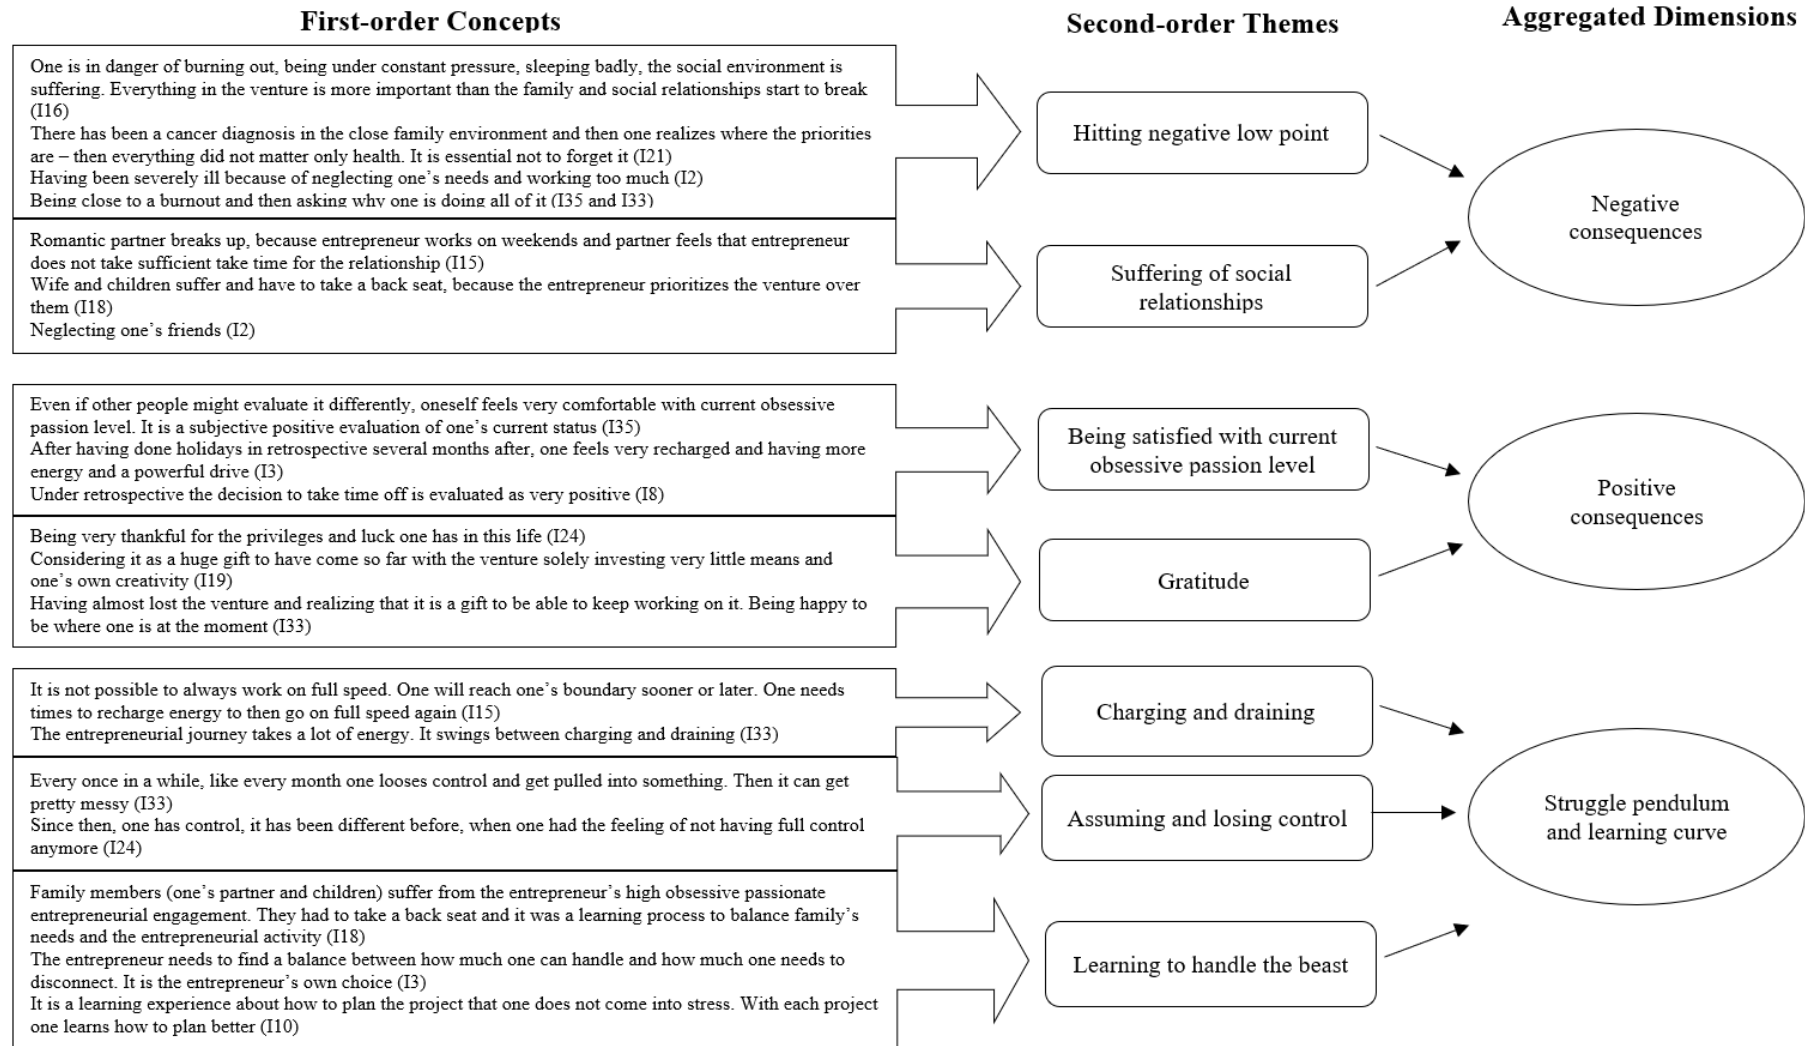 First-order Concepts
Second-order Themes
Aggregated Dimensions
One is in danger of burning out, being under constant pressure, sleeping badly, the social environment is
suffering. Everything in the venture is more important than the family and social relationships start to break
(I16)
There has been a cancer diagnosis in the close family environment and then one realizes where the priorities
are – then everything did not matter only health. It is essential not to forget it (I21)
Having been severely ill because of neglecting one’s needs and working too much (I2)
Being close to a burnout and then asking why one is doing all of it (I35 and I33)
Hitting negative low point
Negative
consequences
Romantic partner breaks up, because entrepreneur works on weekends and partner feels that entrepreneur
does not take sufficient take time for the relationship (I15)
Wife and children suffer and have to take a back seat, because the entrepreneur prioritizes the venture over
them (I18)
Neglecting one’s friends (I2)
Suffering of social
relationships
Even if other people might evaluate it differently, oneself feels very comfortable with current obsessive
passion level. It is a subjective positive evaluation of one’s current status (I35)
After having done holidays in retrospective several months after, one feels very recharged and having more
energy and a powerful drive (I3)
Under retrospective the decision to take time off is evaluated as very positive (I8)
Being satisfied with current
obsessive passion level
Positive
consequences
Being very thankful for the privileges and luck one has in this life (I24)
Considering it as a huge gift to have come so far with the venture solely investing very little means and
one’s own creativity (I19)
Having almost lost the venture and realizing that it is a gift to be able to keep working on it. Being happy to
be where one is at the moment (I33)
Gratitude
It is not possible to always work on full speed. One will reach one’s boundary sooner or later. One needs
times to recharge energy to then go on full speed again (I15)
The entrepreneurial journey takes a lot of energy. It swings between charging and draining (I33)
Charging and draining
Every once in a while, like every month one looses control and get pulled into something. Then it can get
pretty messy (I33)
Since then, one has control, it has been different before, when one had the feeling of not having full control
anymore (I24)
Assuming and losing control
Struggle pendulum
and learning curve
Family members (one’s partner and children) suffer from the entrepreneur’s high obsessive passionate
entrepreneurial engagement. They had to take a back seat and it was a learning process to balance family’s
needs and the entrepreneurial activity (I18)
The entrepreneur needs to find a balance between how much one can handle and how much one needs to
disconnect. It is the entrepreneur’s own choice (I3)
It is a learning experience about how to plan the project that one does not come into stress. With each project
one learns how to plan better (I10)
Learning to handle the beast